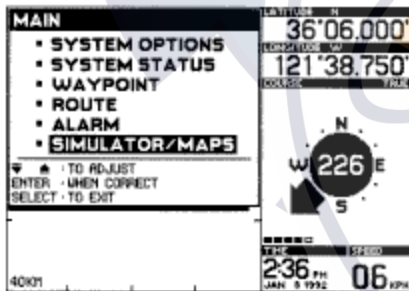 MAIN
SYSTEM OPTIONS
SYSTEM STATUS
WAYPOINT
ROUTE
ALARM
SIMULATOR/MAPS
: TO ADJUST
ENTER : WHEN CORRECT
SELECT : TO EXIT
40KM
LATITUDE N
36°06.000'
LONGITUDE W
121°38.750'
COURSE TRUE
N
W 226 E
S
TIME SPEED
2:36 PM 06 KPH
JAN 8 1992